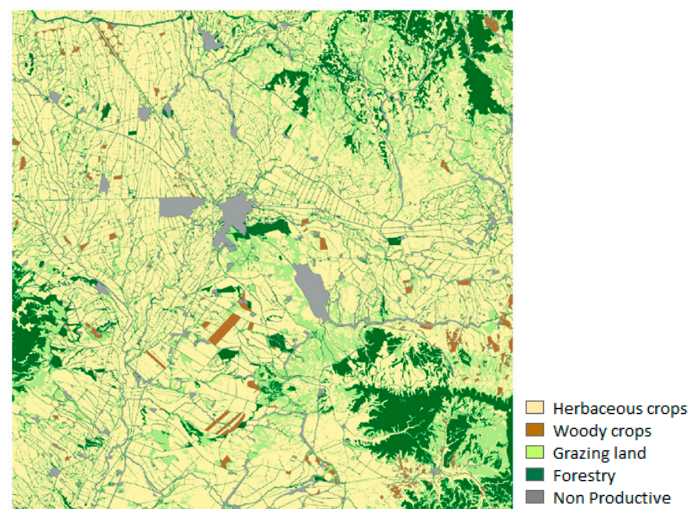 Herbaceous crops
Woody crops
Grazing land
Forestry
Non Productive